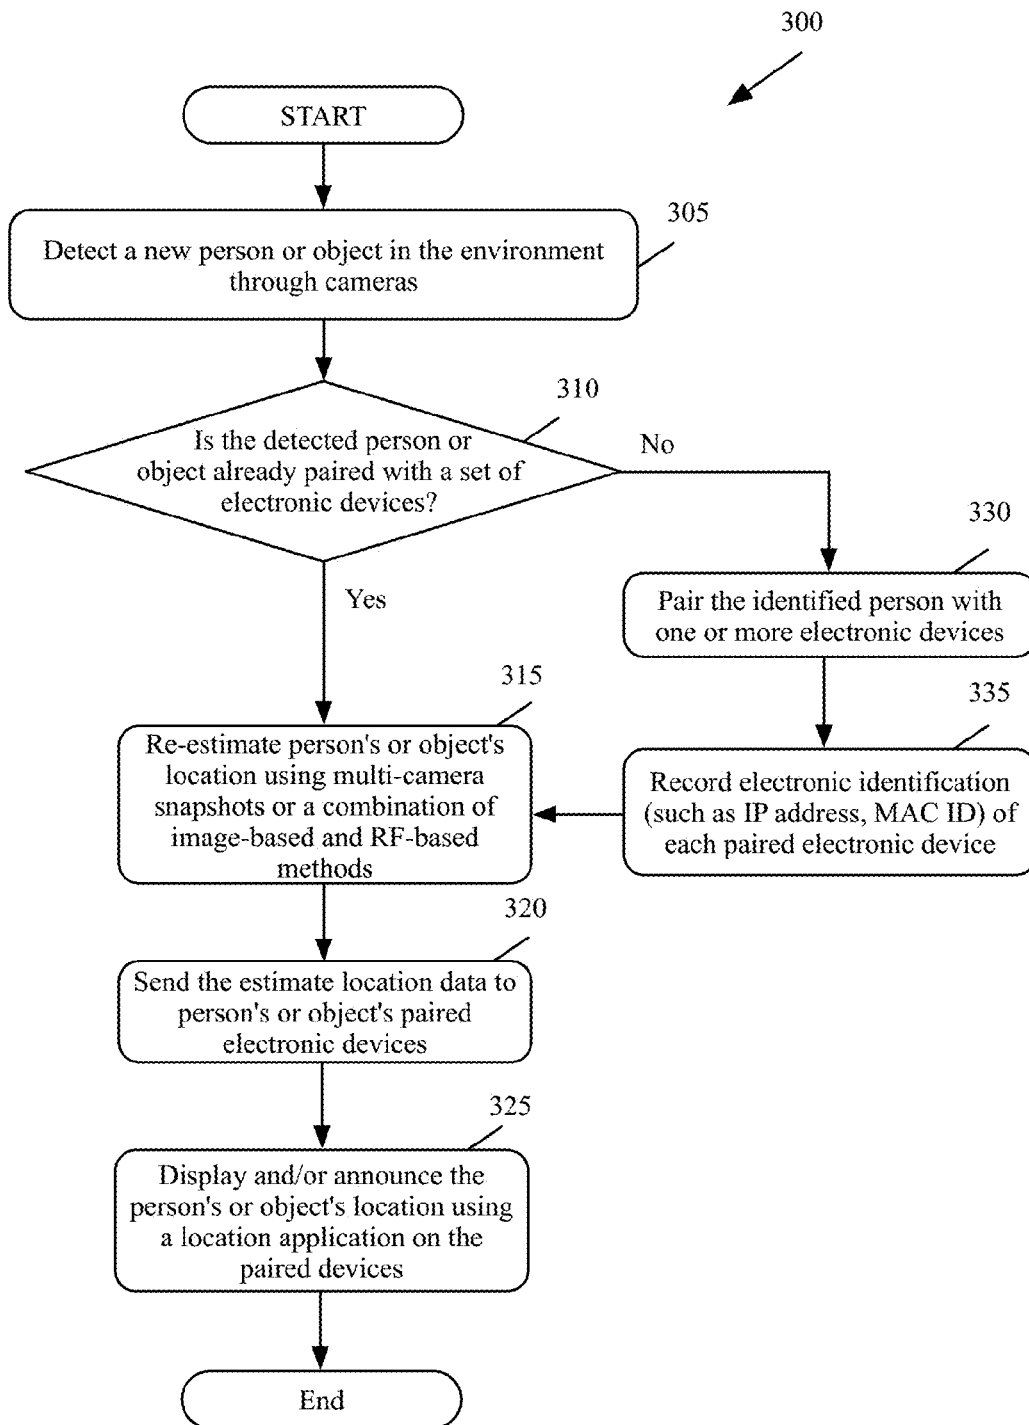 300
START
305
Detect a new person or object in the environment
through cameras
310
Is the detected person or
object already paired with a set of
electronic devices?
No
Yes
330
Pair the identified person with
one or more electronic devices
335
Record electronic identification
(such as IP address, MAC ID) of
each paired electronic device
315
Re-estimate person's or object's
location using multi-camera
snapshots or a combination of
image-based and RF-based
methods
320
Send the estimate location data to
person's or object's paired
electronic devices
325
Display and/or announce the
person's or object's location using
a location application on the
paired devices
End